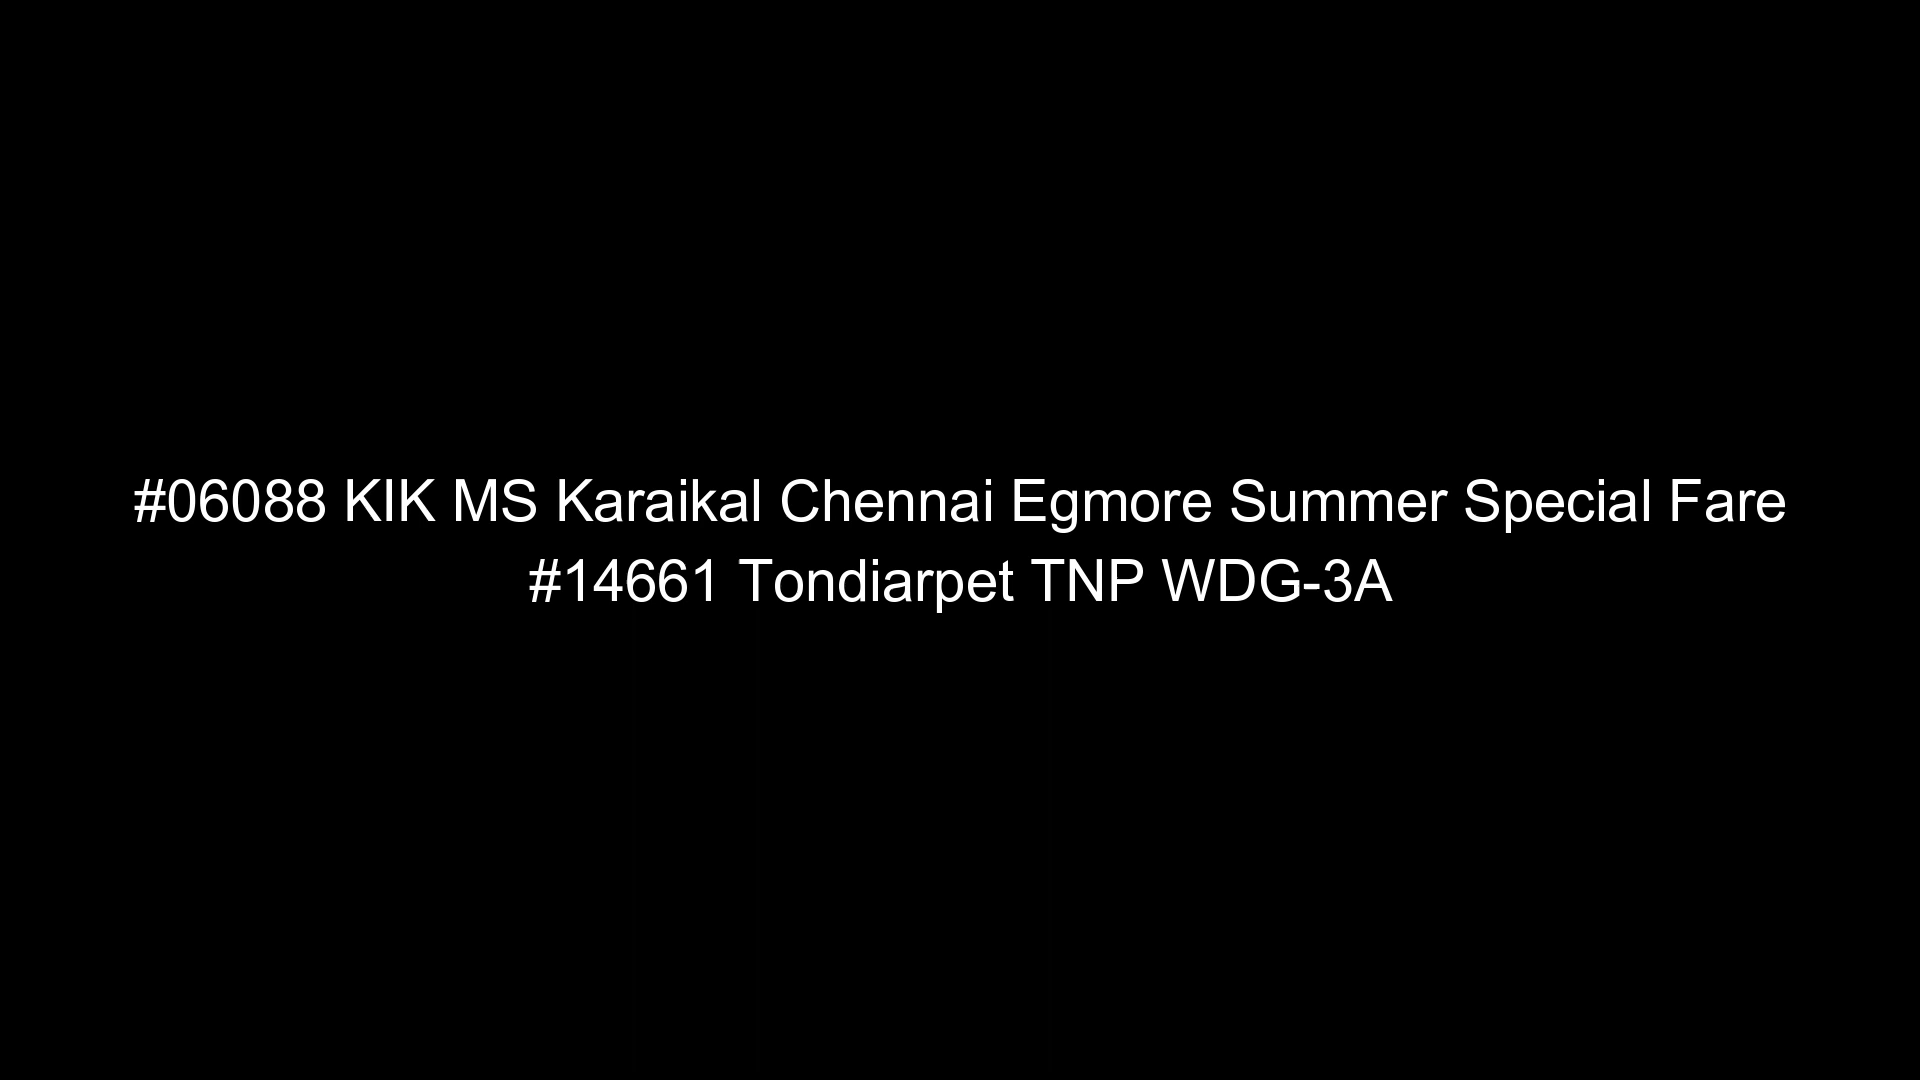 #06088 KIK MS Karaikal Chennai Egmore Summer Special Fare
#14661 Tondiarpet TNP WDG-3A